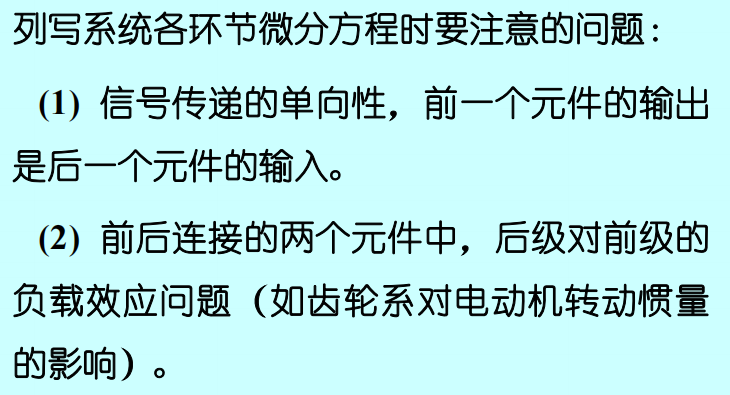 列写系统各环节微分方程时要注意的问题：
(1) 信号传递的单向性，前一个元件的输出
是后一个元件的输入。
(2) 前后连接的两个元件中，后级对前级的
负载效应问题（如齿轮系对电动机转动惯量
的影响）。